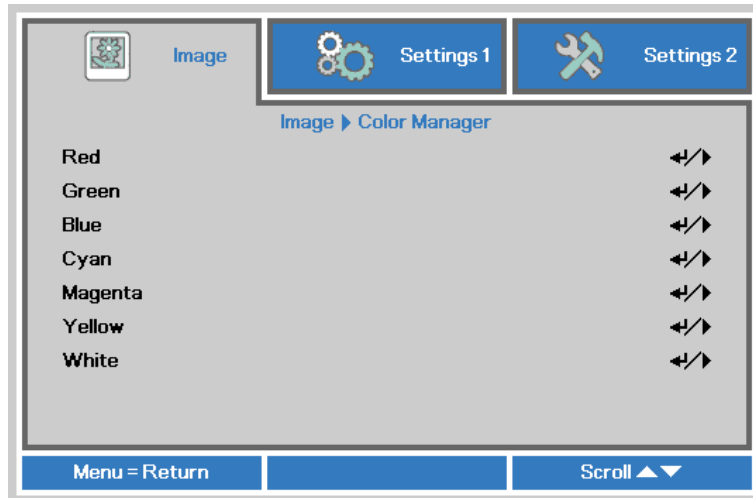 Image
Settings 1
Settings 2
Image ▶ Color Manager
Red ↵/▶
Green ↵/▶
Blue ↵/▶
Cyan ↵/▶
Magenta ↵/▶
Yellow ↵/▶
White ↵/▶
Menu = Return
Scroll ▲▼